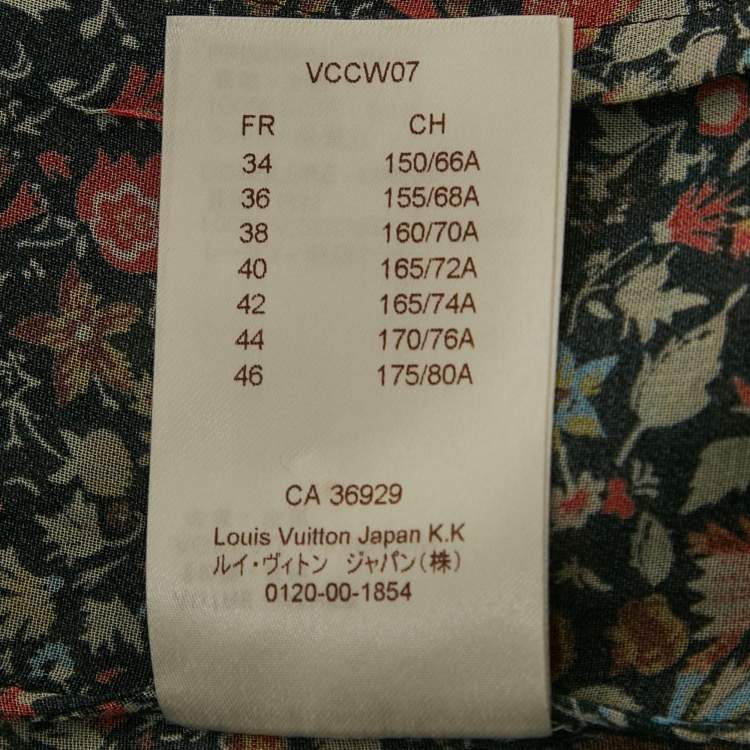 VCCW07
FR CH
34 150/66A
36 155/68A
38 160/70A
40 165/72A
42 165/74A
44 170/76A
46 175/80A
CA 36929
Louis Vuitton Japan K.K
ルイ・ヴィトン ジャパン(株)
0120-00-1854